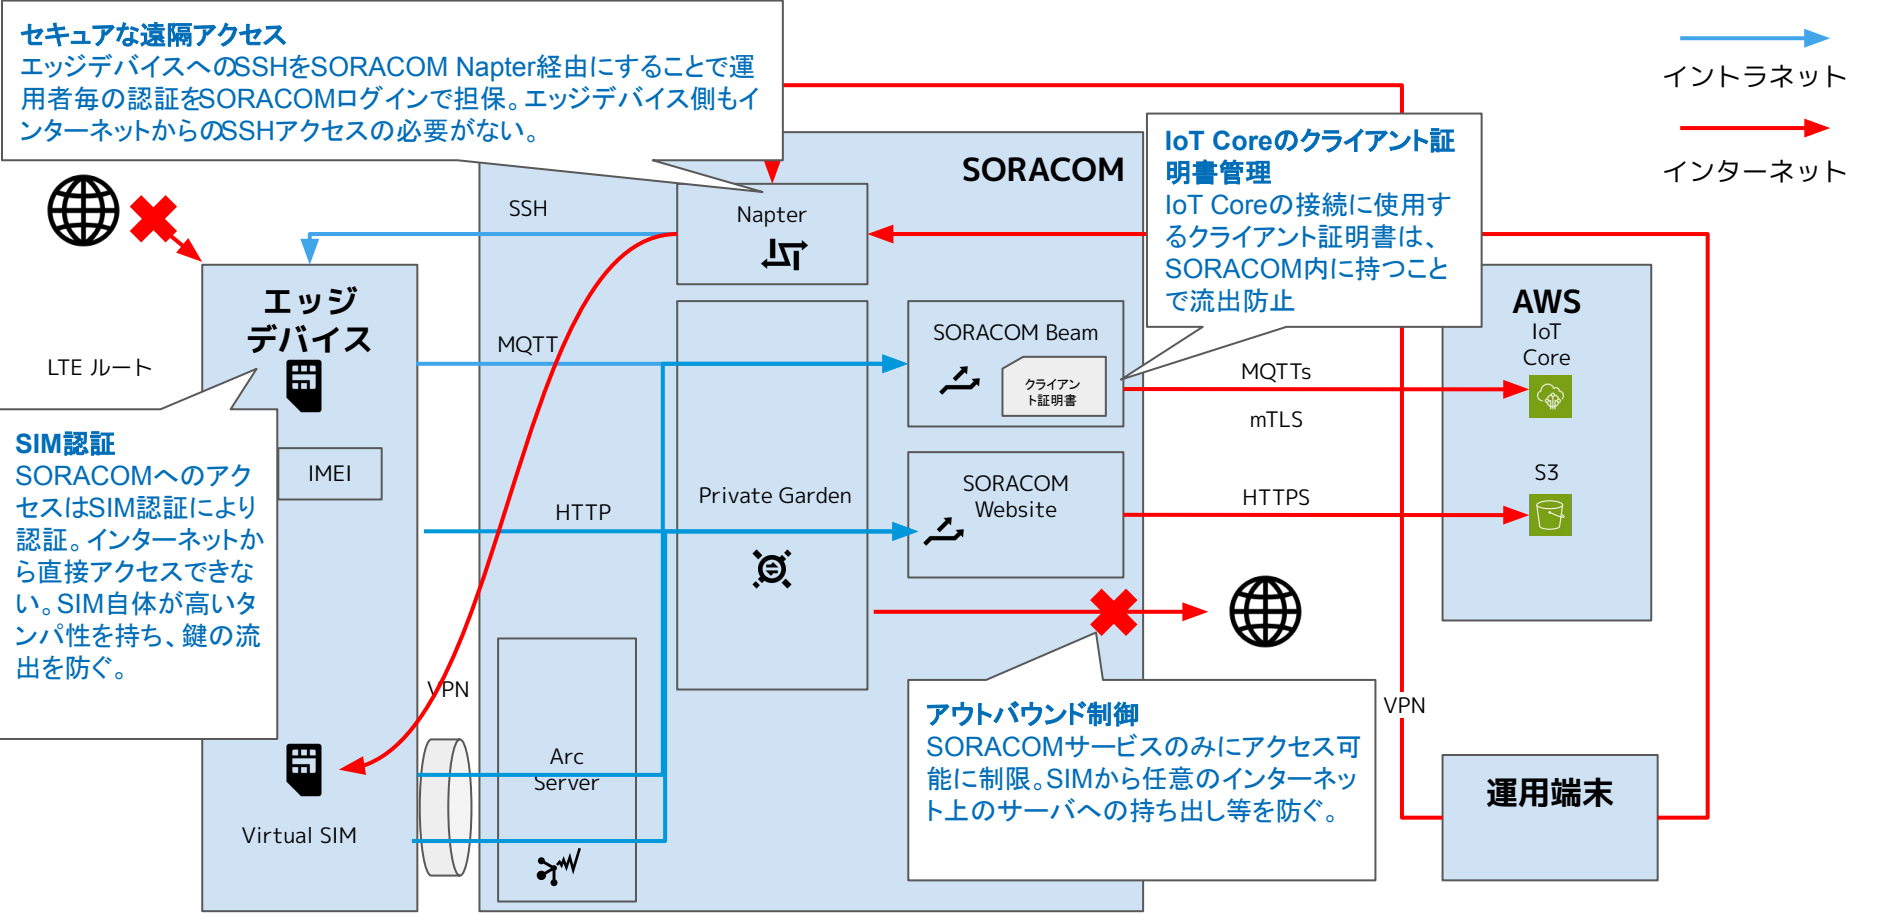 セキュアな遠隔アクセス
エッジデバイスへのSSHをSORACOM Napter経由にすることで運
用者毎の認証をSORACOMログインで担保。エッジデバイス側もイ
ンターネットからのSSHアクセスの必要がない。
イントラネット
インターネット
SORACOM
IoT Coreのクライアント証
明書管理
IoT Coreの接続に使用す
るクライアント証明書は、
SORACOM内に持つこと
で流出防止
SSH
Napter
エッジ
デバイス
LTE ルート
MQTT
SORACOM Beam
クライアン
ト証明書
MQTTs
mTLS
AWS
IoT
Core
SIM認証
SORACOMへのアク
セスはSIM認証により
認証。インターネットか
ら直接アクセスできな
い。SIM自体が高いタ
ンパ性を持ち、鍵の流
出を防ぐ。
IMEI
HTTP
Private Garden
SORACOM
Website
HTTPS
S3
VPN
Arc
Server
Virtual SIM
アウトバウンド制御
SORACOMサービスのみにアクセス可
能に制限。SIMから任意のインターネッ
ト上のサーバへの持ち出し等を防ぐ。
VPN
運用端末